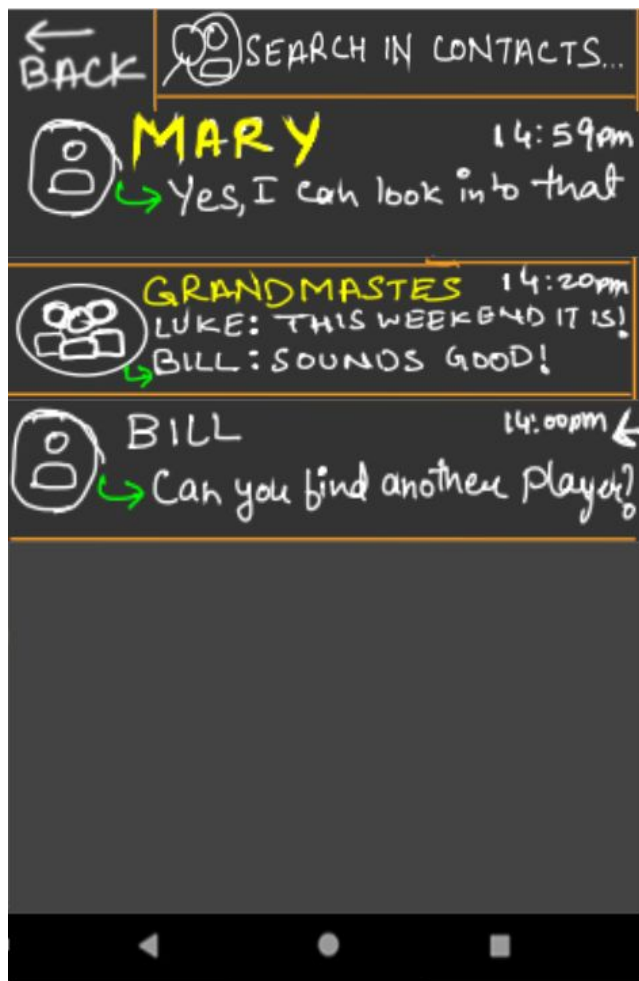 BACK
SEARCH IN CONTACTS...
MARY 14:59pm
Yes, I can look into that
GRANDMASTES 14:20pm
LUKE: THIS WEEKEND IT IS!
BILL: SOUNDS GOOD!
BILL 14:00pm
Can you find another player?